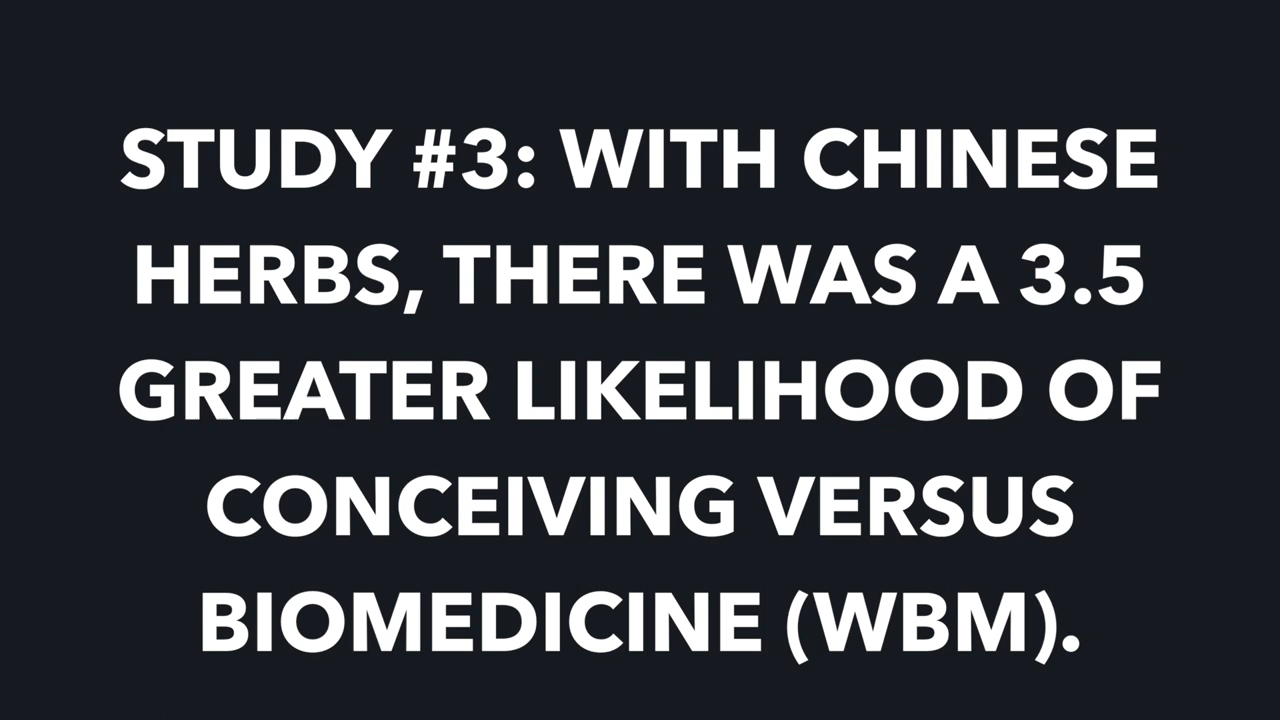 STUDY #3: WITH CHINESE
HERBS, THERE WAS A 3.5
GREATER LIKELIHOOD OF
CONCEIVING VERSUS
BIOMEDICINE (WBM).